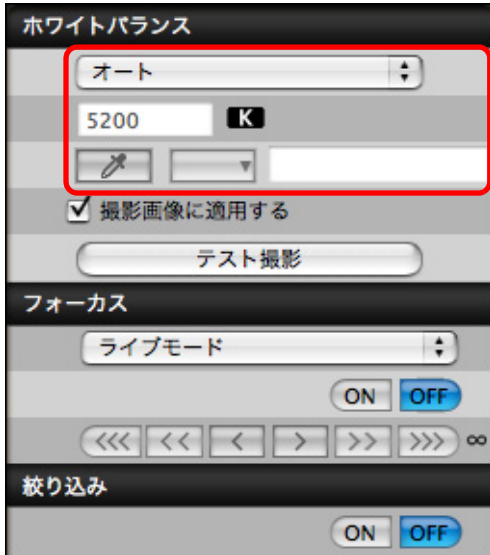 ホワイトバランス
オート
5200 K
撮影画像に適用する
テスト撮影
フォーカス
ライブモード
ON OFF
<<< << < > >> >>> ∞
絞り込み
ON OFF